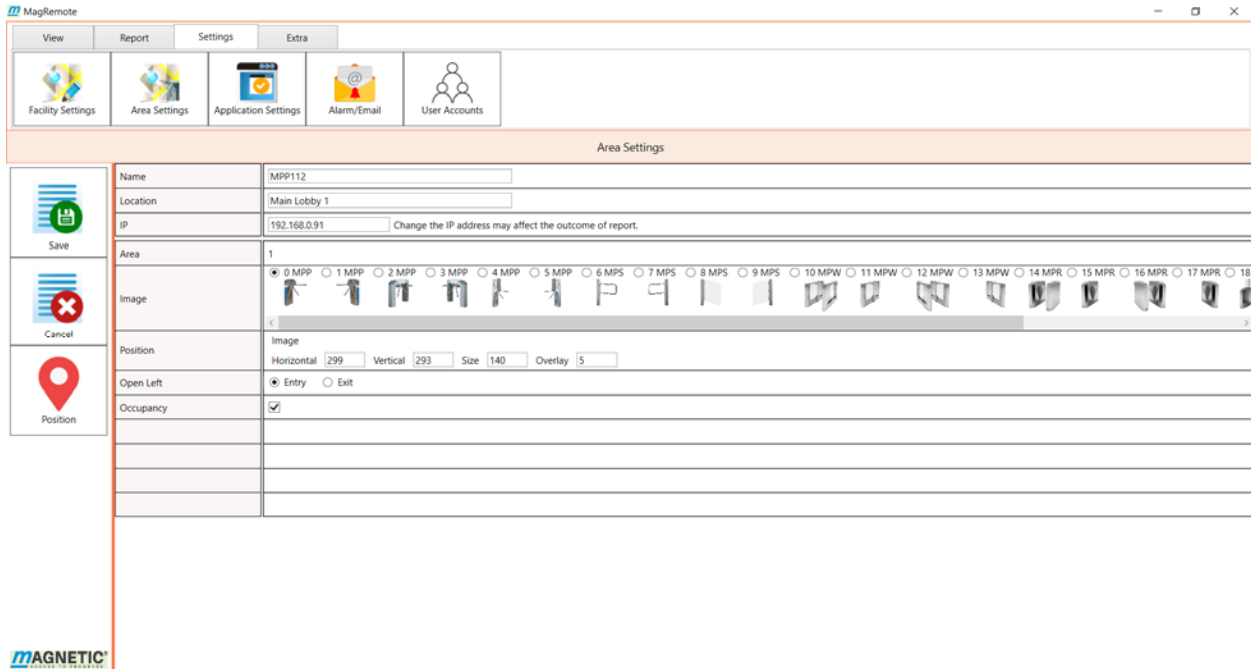 MagRemote
View Report Settings Extra
Facility Settings Area Settings Application Settings Alarm/Email User Accounts
Area Settings
Save
Cancel
Position
Name MPP112
Location Main Lobby 1
IP 192.168.0.91 Change the IP address may affect the outcome of report.
Area 1
Image 0 MPP 1 MPP 2 MPP 3 MPP 4 MPP 5 MPP 6 MPS 7 MPS 8 MPS 9 MPS 10 MPW 11 MPW 12 MPW 13 MPW 14 MPR 15 MPR 16 MPR 17 MPR 18
Position Image
Horizontal 299 Vertical 293 Size 140 Overlay 5
Open Left Entry Exit
Occupancy
MAGNETIC
ACCESS TO PROGRESS